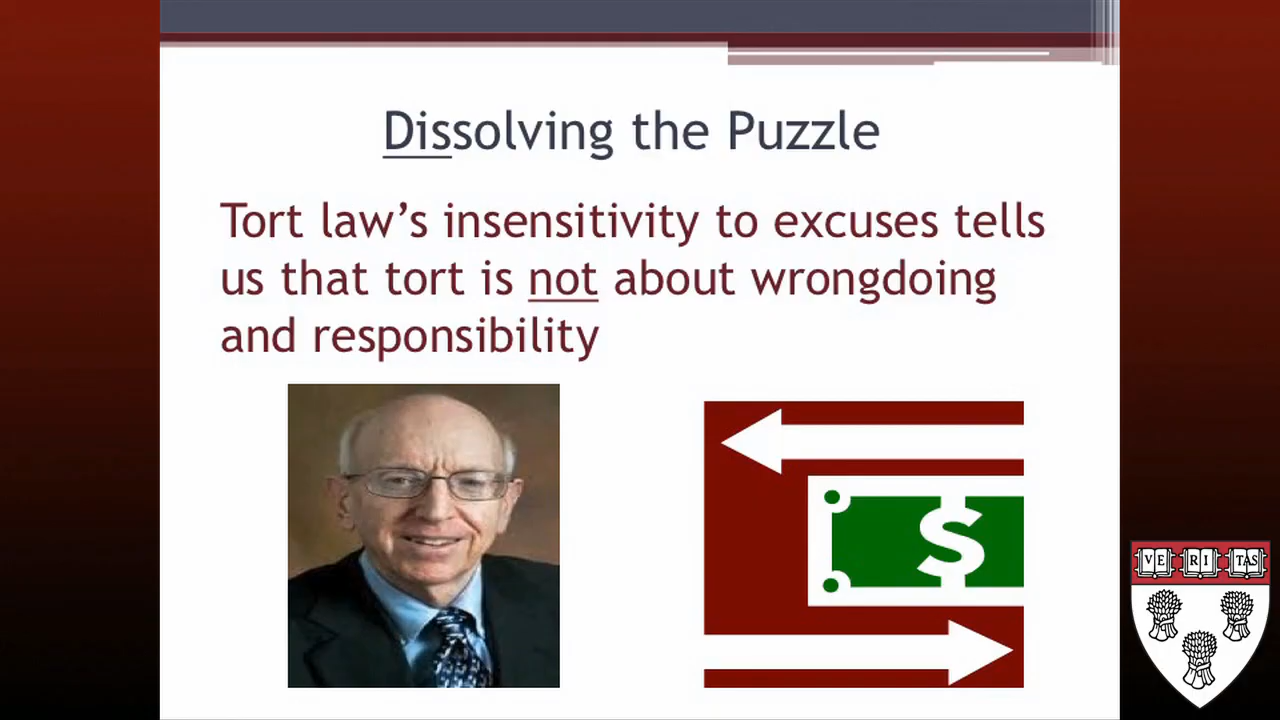 Dissolving the Puzzle
Tort law’s insensitivity to excuses tells
us that tort is not about wrongdoing
and responsibility
$
VE RI TAS